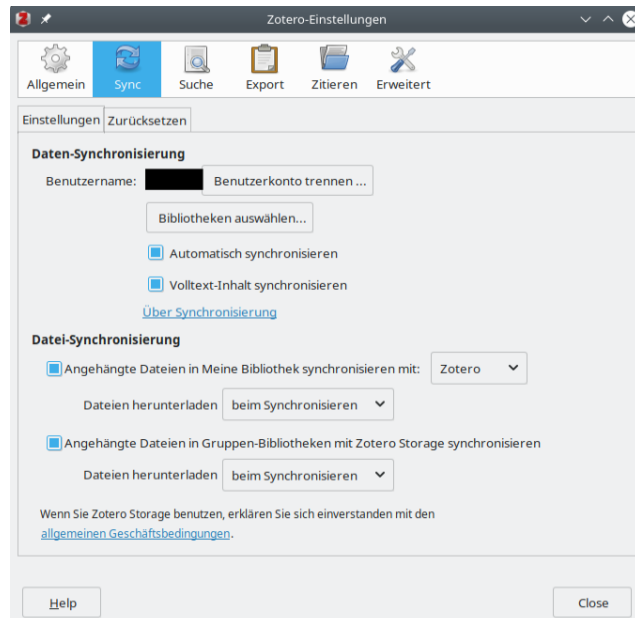 Zotero-Einstellungen
Allgemein Sync Suche Export Zitieren Erweitert
Einstellungen Zurücksetzen
Daten-Synchronisierung
Benutzername: Benutzerkonto trennen ...
Bibliotheken auswählen...
Automatisch synchronisieren
Volltext-Inhalt synchronisieren
Über Synchronisierung
Datei-Synchronisierung
Angehängte Dateien in Meine Bibliothek synchronisieren mit: Zotero
Dateien herunterladen beim Synchronisieren
Angehängte Dateien in Gruppen-Bibliotheken mit Zotero Storage synchronisieren
Dateien herunterladen beim Synchronisieren
Wenn Sie Zotero Storage benutzen, erklären Sie sich einverstanden mit den
allgemeinen Geschäftsbedingungen.
Help Close